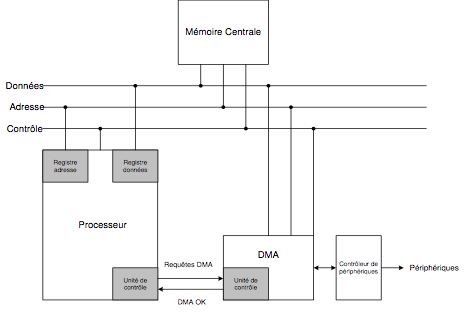 Mémoire Centrale
Données
Adresse
Contrôle
Registre
adresse
Registre
données
Processeur
DMA
Requêtes DMA
DMA OK
Unité de
contrôle
Unité de
contrôle
Contrôleur de
périphériques
Périphériques